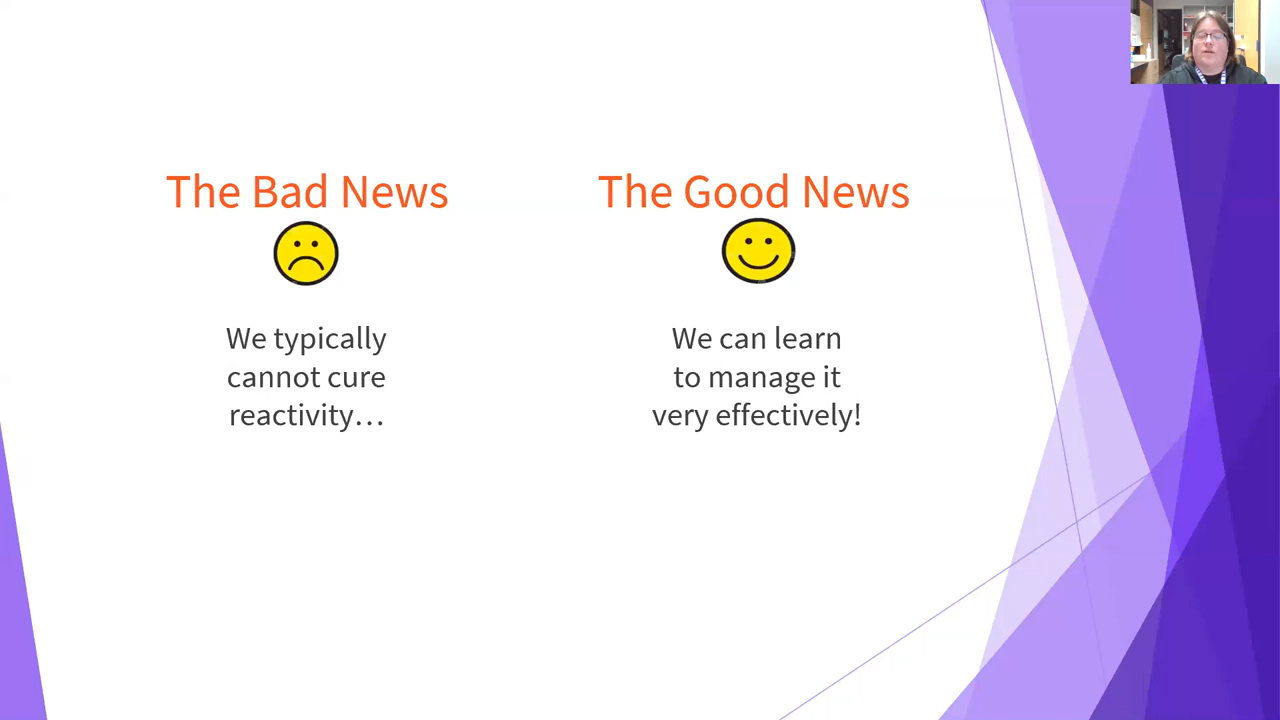 The Bad News
We typically
cannot cure
reactivity…
The Good News
We can learn
to manage it
very effectively!